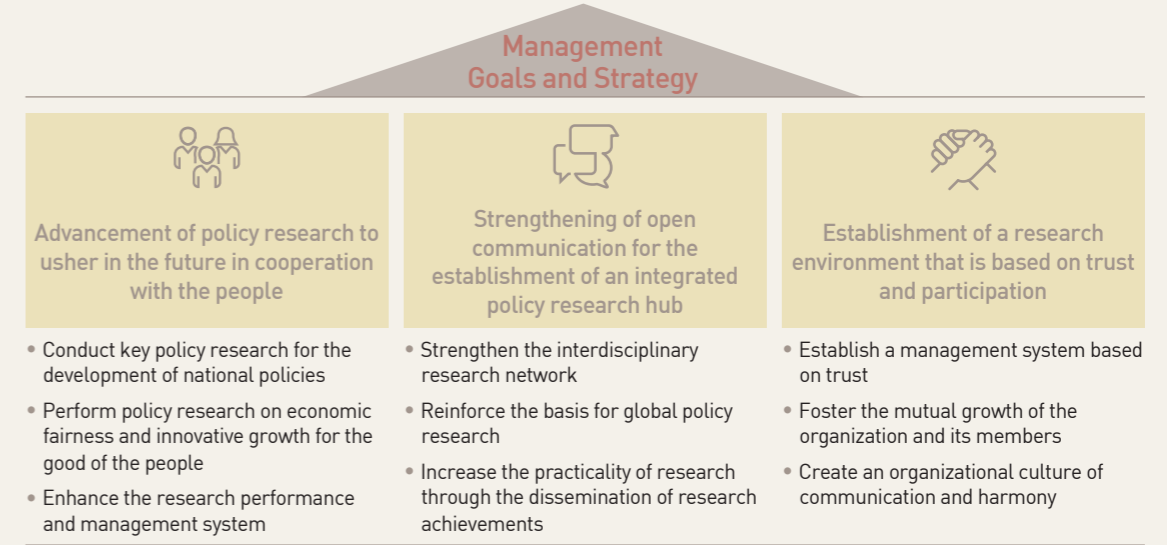 Management
Goals and Strategy
Advancement of policy research to
usher in the future in cooperation
with the people
• Conduct key policy research for the
development of national policies
• Perform policy research on economic
fairness and innovative growth for the
good of the people
• Enhance the research performance
and management system
Strengthening of open
communication for the
establishment of an integrated
policy research hub
• Strengthen the interdisciplinary
research network
• Reinforce the basis for global policy
research
• Increase the practicality of research
through the dissemination of research
achievements
Establishment of a research
environment that is based on trust
and participation
• Establish a management system based
on trust
• Foster the mutual growth of the
organization and its members
• Create an organizational culture of
communication and harmony